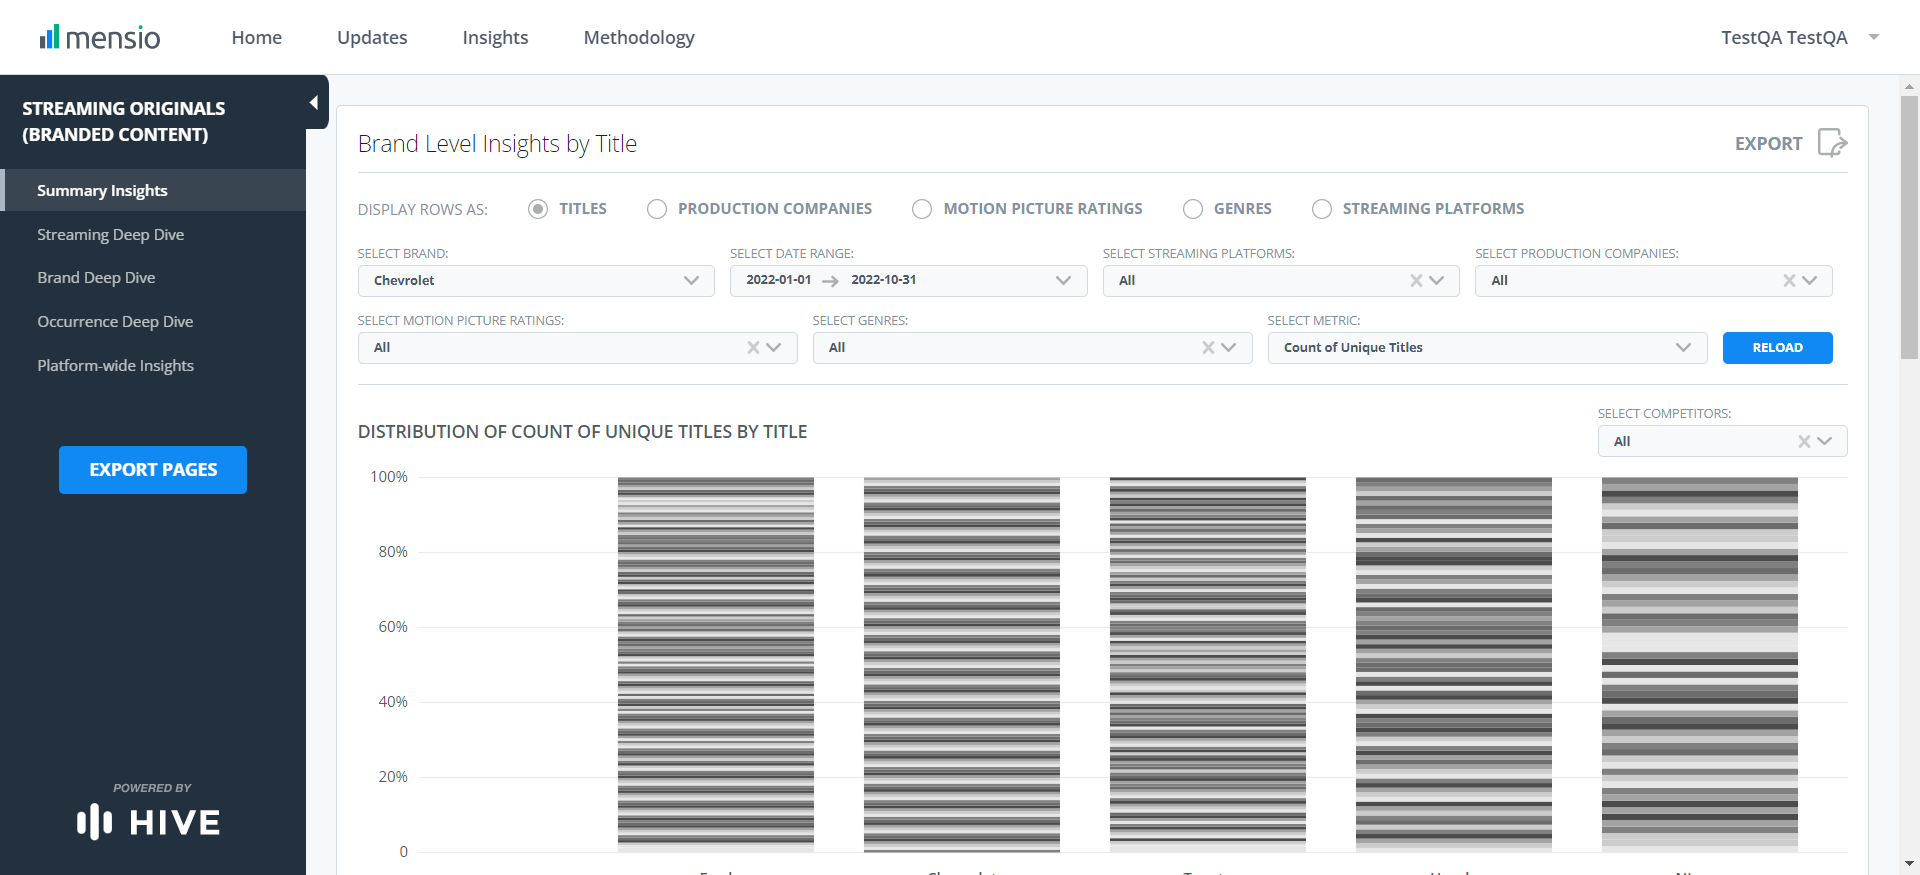 mensio Home Updates Insights Methodology TestQA TestQA
STREAMING ORIGINALS
(BRANDED CONTENT)
Summary Insights
Streaming Deep Dive
Brand Deep Dive
Occurrence Deep Dive
Platform-wide Insights
EXPORT PAGES
POWERED BY
HIVE
Brand Level Insights by Title EXPORT
DISPLAY ROWS AS: TITLES PRODUCTION COMPANIES MOTION PICTURE RATINGS GENRES STREAMING PLATFORMS
SELECT BRAND: SELECT DATE RANGE: SELECT STREAMING PLATFORMS: SELECT PRODUCTION COMPANIES:
Chevrolet 2022-01-01 → 2022-10-31 All All
SELECT MOTION PICTURE RATINGS: SELECT GENRES: SELECT METRIC:
All All Count of Unique Titles RELOAD
SELECT COMPETITORS:
DISTRIBUTION OF COUNT OF UNIQUE TITLES BY TITLE All
100%
80%
60%
40%
20%
0